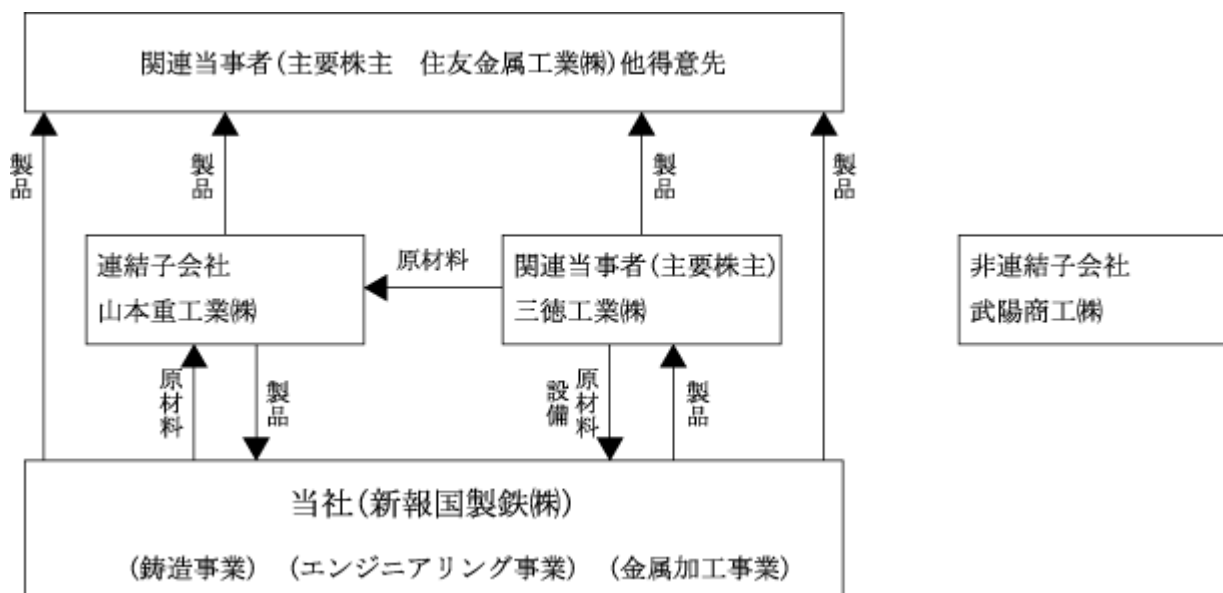 関連当事者(主要株主　住友金属工業㈱)他得意先
製品
製品
製品
製品
連結子会社
山本重工業㈱
原材料
関連当事者(主要株主)
三徳工業㈱
非連結子会社
武陽商工㈱
原材料
製品
設備
原材料
製品
当社(新報国製鉄㈱)
(鋳造事業)　(エンジニアリング事業)　(金属加工事業)